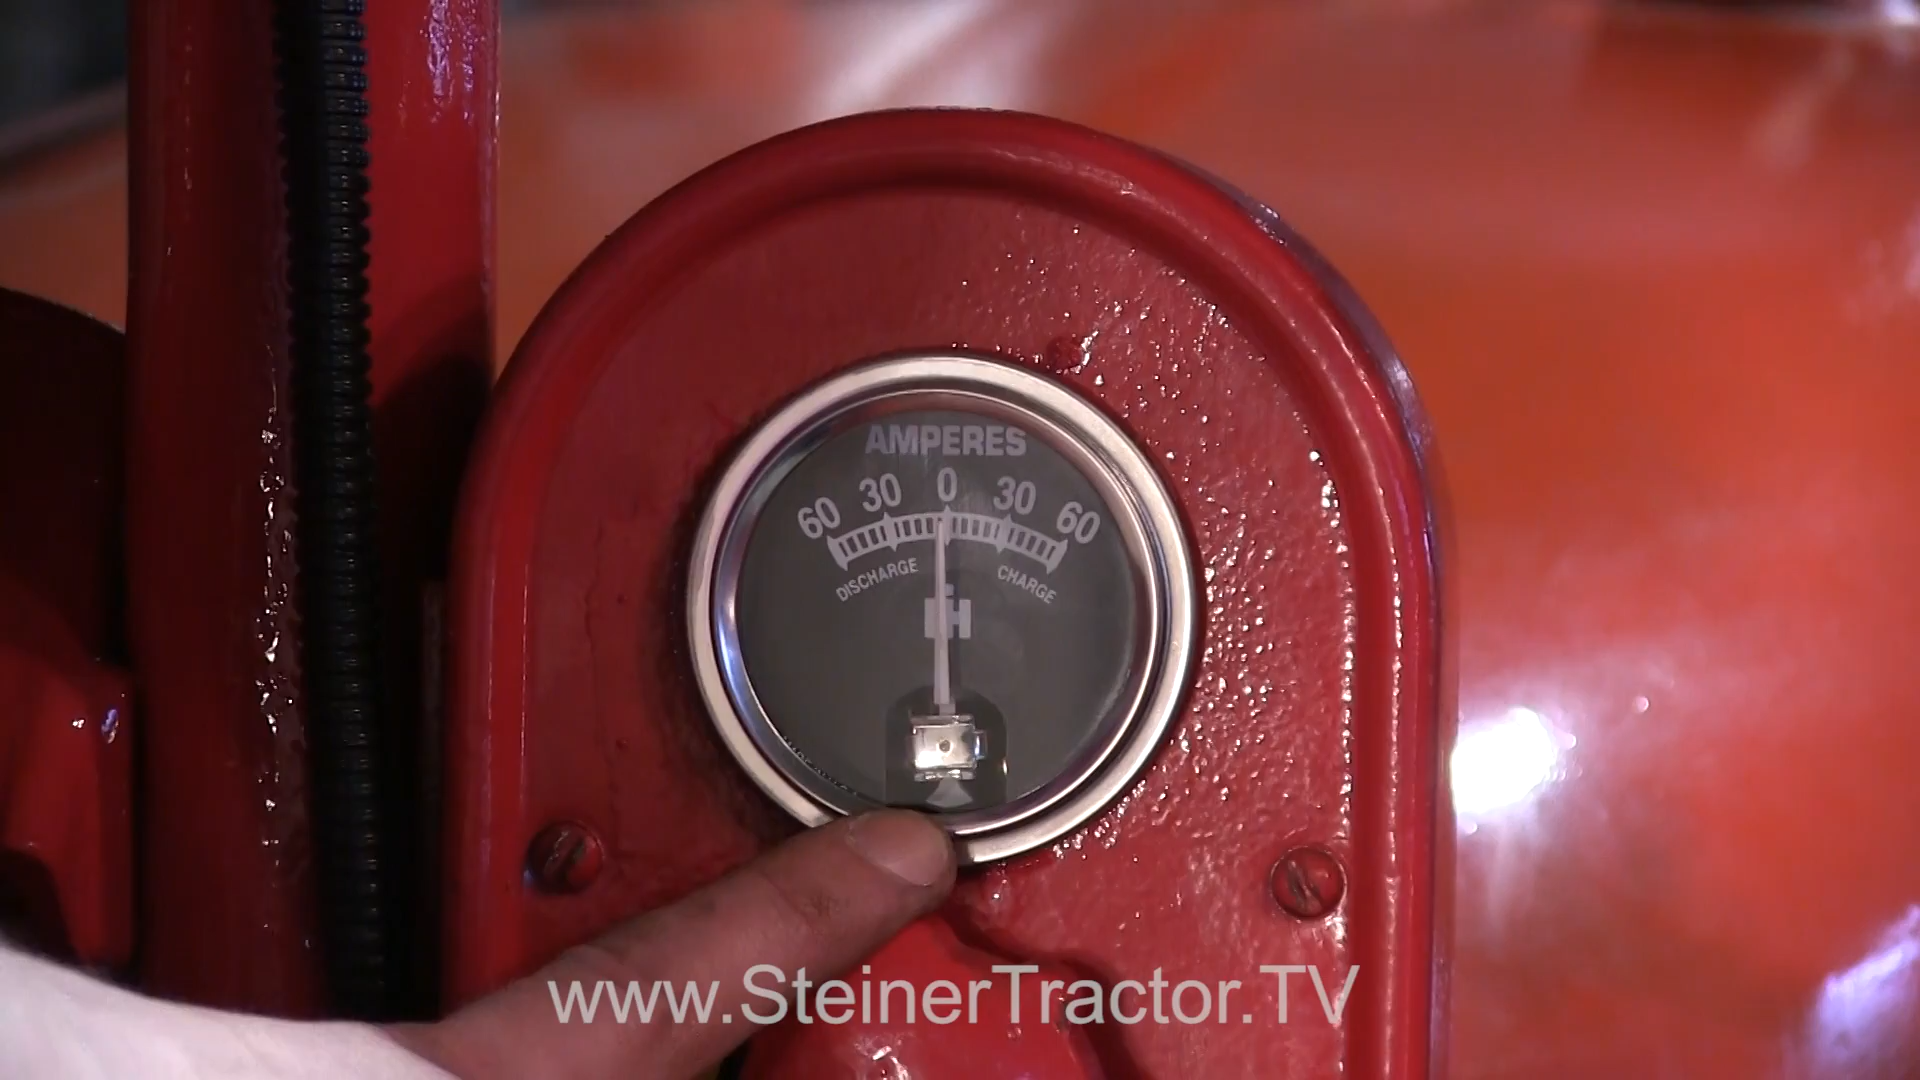 AMPERES
60 30 0 30 60
DISCHARGE CHARGE
IH
www.SteinerTractor.TV